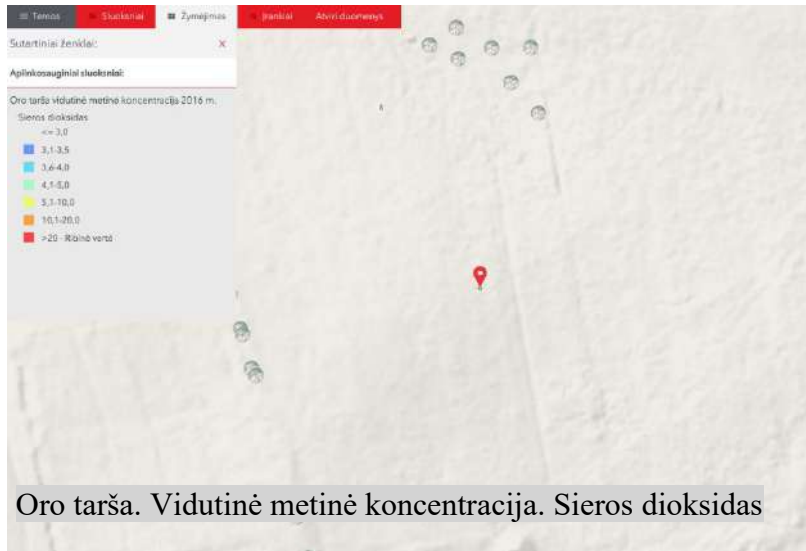 Temos
Sluoksniai
Žymėjimas
Įrankiai
Atviri duomenys
Sutartiniai ženklai:
×
Aplinkosauginiai sluoksniai:
Oro tarša vidutinė metinė koncentracija 2016 m.
Sieros dioksidas
<= 3,0
3,1-3,5
3,6-4,0
4,1-5,0
5,1-10,0
10,1-20,0
>20 - Ribinė vertė
Oro tarša. Vidutinė metinė koncentracija. Sieros dioksidas